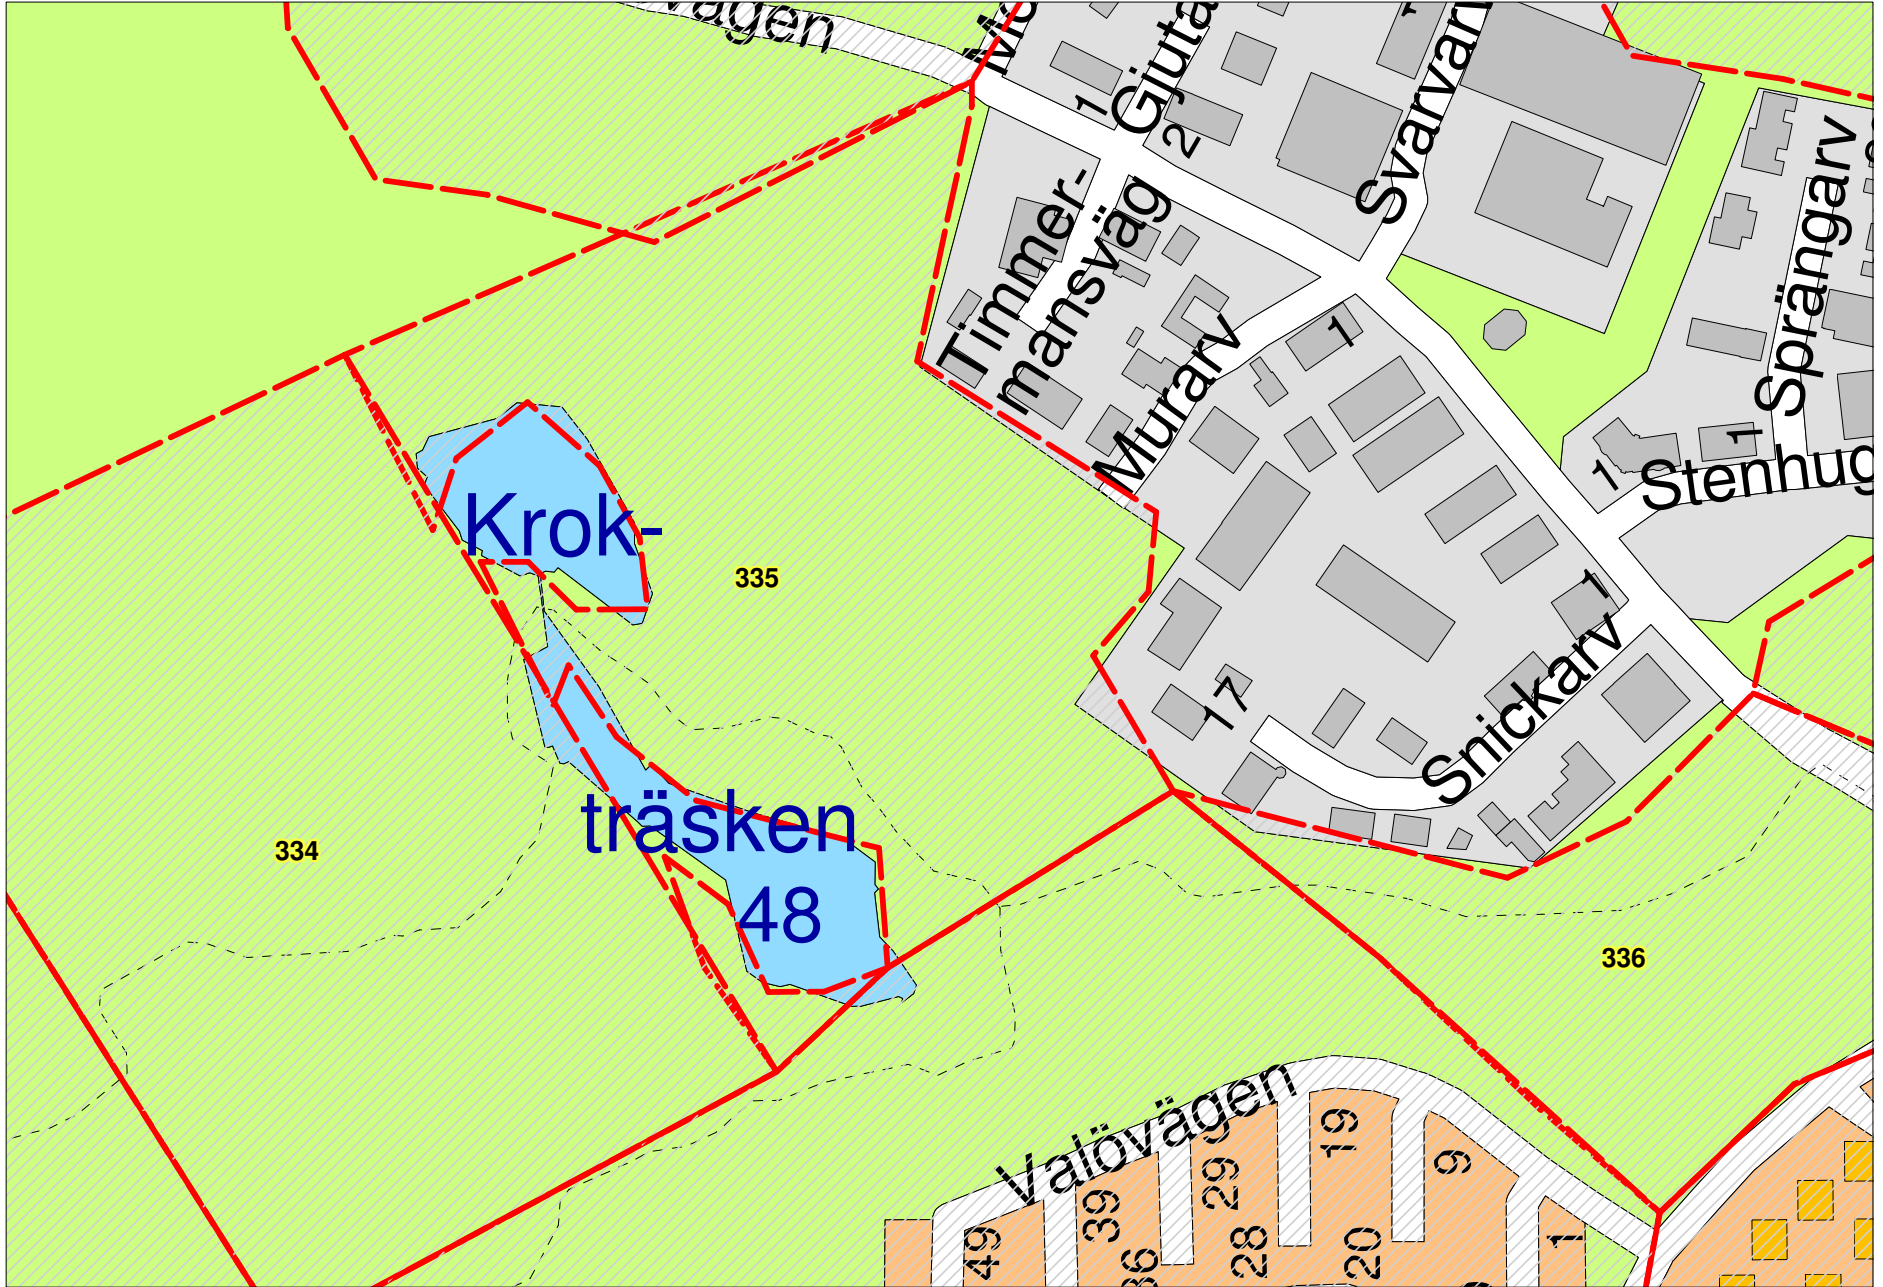 vägen
Gjuta
Svarvarv
1
2
Timmer-
mansväg
Sprängarv
1
Murarv
1
1
Stenhug
Krok-
335
1
Snickarv
17
träsken
48
334
336
Valövägen
19
9
29
39
49
28
20
36
1